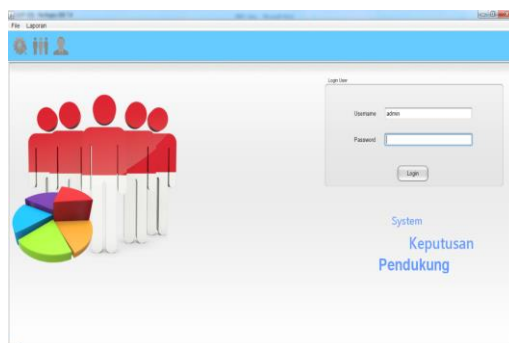 File Laporan
Login User
Username admin
Password
Login
System
Keputusan
Pendukung